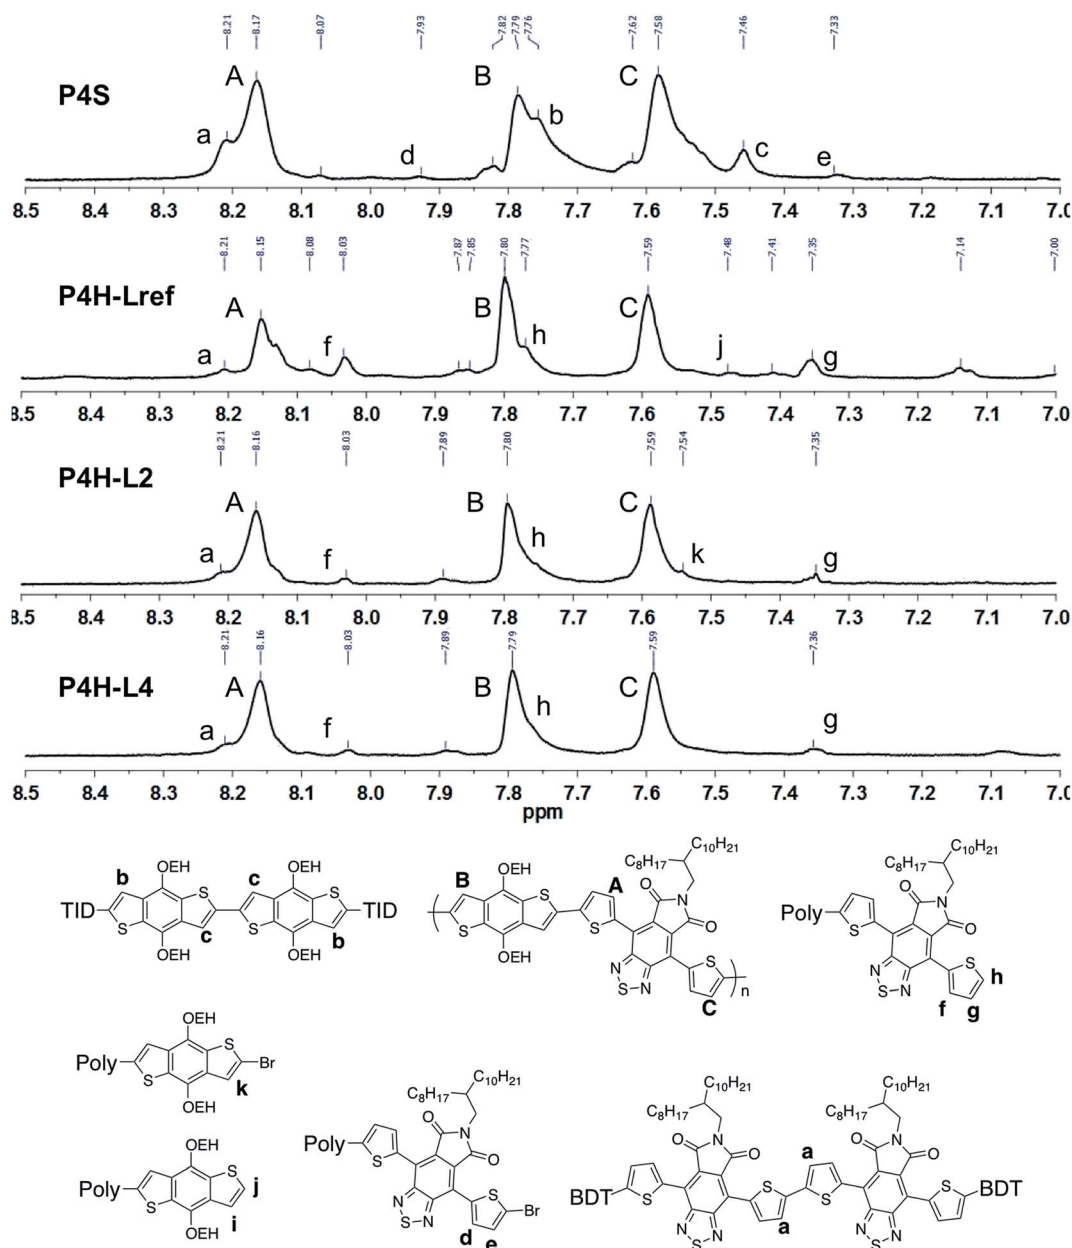 8.21 8.17 8.07 7.93 7.82 7.79 7.76 7.62 7.58 7.46 7.33
P4S
a A d B b C c e
8.5 8.4 8.3 8.2 8.1 8.0 7.9 7.8 7.7 7.6 7.5 7.4 7.3 7.2 7.1 7.0
8.21 8.15 8.08 8.03 7.87 7.85 7.80 7.77 7.59 7.48 7.41 7.35 7.14 7.00
P4H-Lref
a A f B h C j g
8.5 8.4 8.3 8.2 8.1 8.0 7.9 7.8 7.7 7.6 7.5 7.4 7.3 7.2 7.1 7.0
8.21 8.16 8.03 7.89 7.80 7.59 7.54 7.35
P4H-L2
a A f B h C k g
8.5 8.4 8.3 8.2 8.1 8.0 7.9 7.8 7.7 7.6 7.5 7.4 7.3 7.2 7.1 7.0
8.21 8.16 8.03 7.89 7.79 7.59 7.36
P4H-L4
a A f B h C g
8.5 8.4 8.3 8.2 8.1 8.0 7.9 7.8 7.7 7.6 7.5 7.4 7.3 7.2 7.1 7.0
ppm
OEH OEH
b S c S
TID TID
S c S b
OEH OEH
C10H21
C8H17
OEH
B S A O N
S S O
OEH
N S
S N n
C
C10H21
C8H17
O N
Poly S O
N S h
S N f g
OEH
S
Poly Br
S k
OEH
OEH
S
Poly j
S i
OEH
C10H21
C8H17
O N
Poly S O
N S Br
S N d e
C10H21 C10H21
C8H17 C8H17
O N O N
S O a O
BDT S S S BDT
N S N a N S N